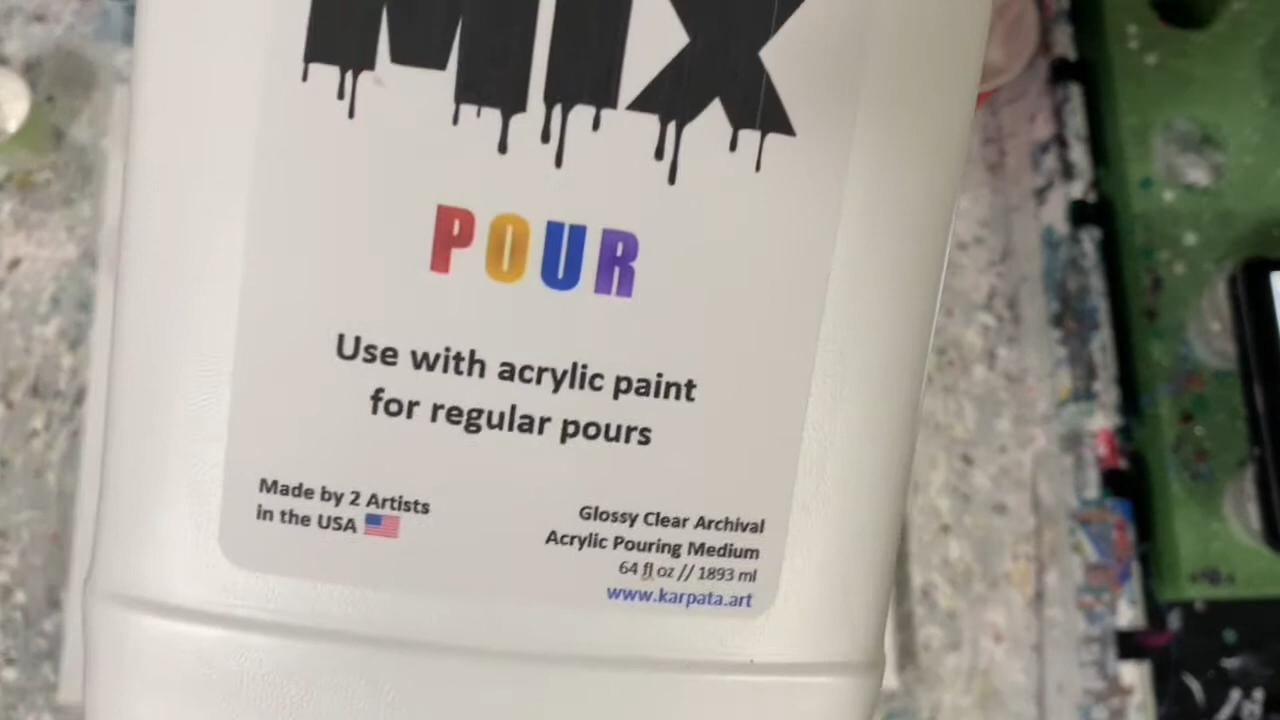 MIX
POUR
Use with acrylic paint
for regular pours
Made by 2 Artists
in the USA
Glossy Clear Archival
Acrylic Pouring Medium
64 fl oz // 1893 ml
www.karpata.art